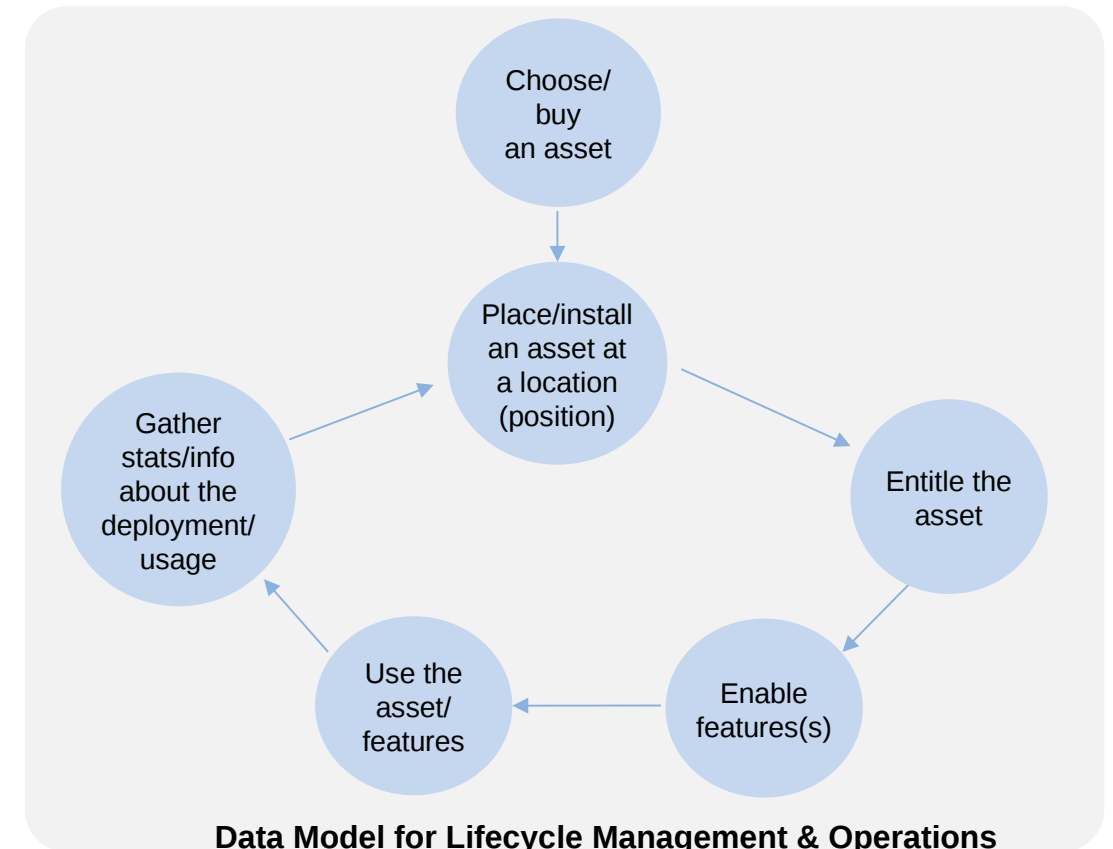 Choose/
buy
an asset
Place/install
an asset at
a location
(position)
Gather
stats/info
about the
deployment/
usage
Entitle the
asset
Use the
asset/
features
Enable
features(s)
Data Model for Lifecycle Management & Operations